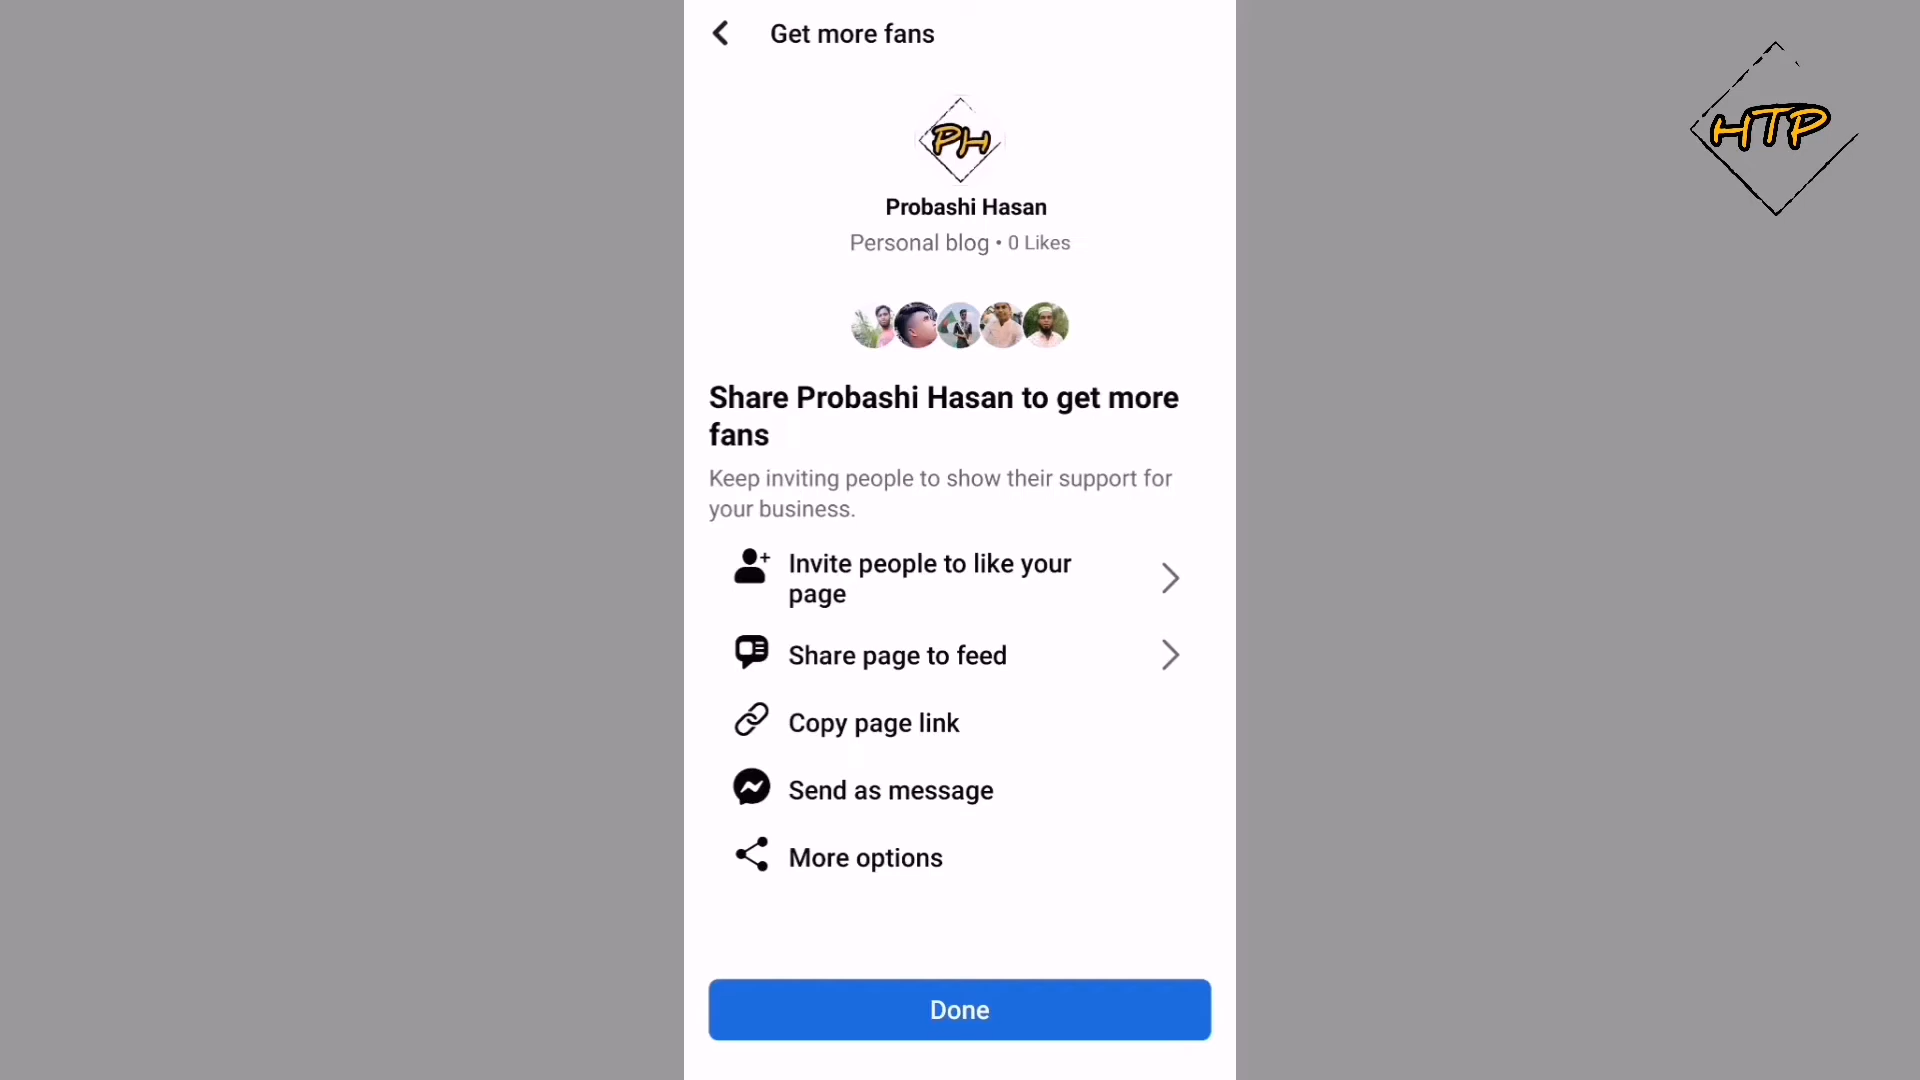 Get more fans
HTP
PH
Probashi Hasan
Personal blog • 0 Likes
Share Probashi Hasan to get more
fans
Keep inviting people to show their support for
your business.
Invite people to like your
page
Share page to feed
Copy page link
Send as message
More options
Done